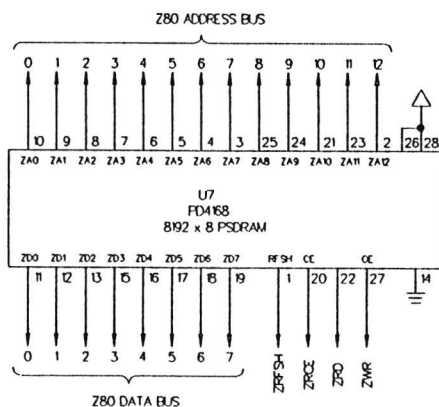 Z80 ADDRESS BUS
0 1 2 3 4 5 6 7 8 9 10 11 12
10 9 8 7 6 5 4 3 25 24 21 23 2 26 28
ZA0 ZA1 ZA2 ZA3 ZA4 ZA5 ZA6 ZA7 ZA8 ZA9 ZA10 ZA11 ZA12
U7
PD4168
8192 x 8 PSDRAM
ZD0 ZD1 ZD2 ZD3 ZD4 ZD5 ZD6 ZD7 RFSH CE OE
11 12 13 15 16 17 18 19 1 20 22 27 14
0 1 2 3 4 5 6 7
ZRFSH ZRCE ZRD ZWR
Z80 DATA BUS